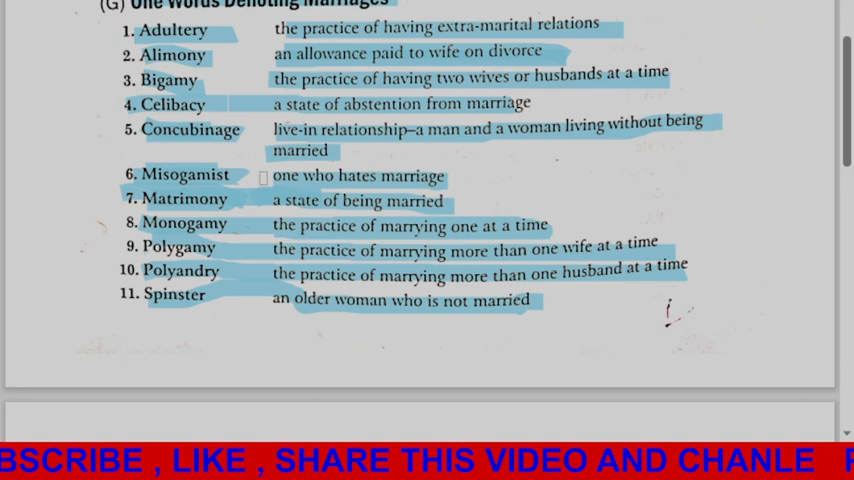 (G) One Words Denoting Marriages
1. Adultery the practice of having extra-marital relations
2. Alimony an allowance paid to wife on divorce
3. Bigamy the practice of having two wives or husbands at a time
4. Celibacy a state of abstention from marriage
5. Concubinage live-in relationship–a man and a woman living without being
married
6. Misogamist one who hates marriage
7. Matrimony a state of being married
8. Monogamy the practice of marrying one at a time
9. Polygamy the practice of marrying more than one wife at a time
10. Polyandry the practice of marrying more than one husband at a time
11. Spinster an older woman who is not married
BSCRIBE , LIKE , SHARE THIS VIDEO AND CHANLE